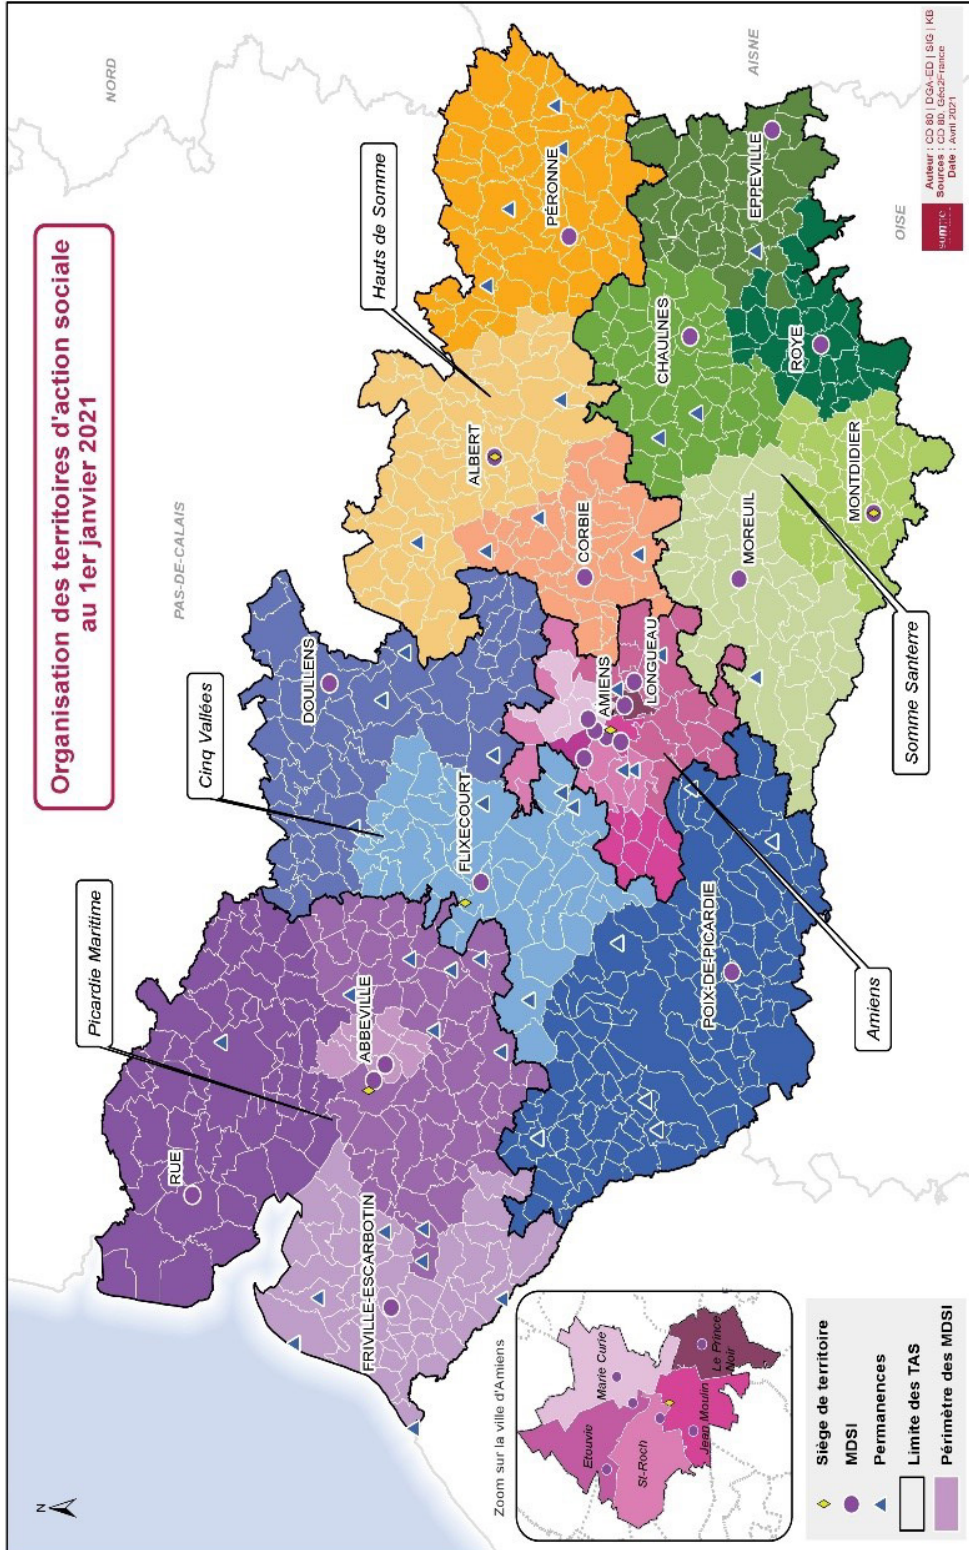 Organisation des territoires d'action sociale
au 1er janvier 2021
NORD
PAS-DE-CALAIS
AISNE
OISE
Picardie Maritime
Cinq Vallées
Hauts de Somme
Amiens
Somme Santerre
RUE
ABBEVILLE
FRIVILLE-ESCARBOTIN
DOULLENS
FLIXECOURT
POIX-DE-PICARDIE
AMIENS
LONGUEAU
ALBERT
CORBIE
PÉRONNE
CHAULNES
EPPEVILLE
ROYE
MOREUIL
MONTDIDIER
N
Zoom sur la ville d'Amiens
Marie Curie
Etouvie
St-Roch
Jean Moulin
Le Prince
Noir
Siège de territoire
MDSI
Permanences
Limite des TAS
Périmètre des MDSI
somme
Auteur : CD 80 | DGA-ED | SIG | KB
Sources : CD 80, Géo2France
Date : Avril 2021